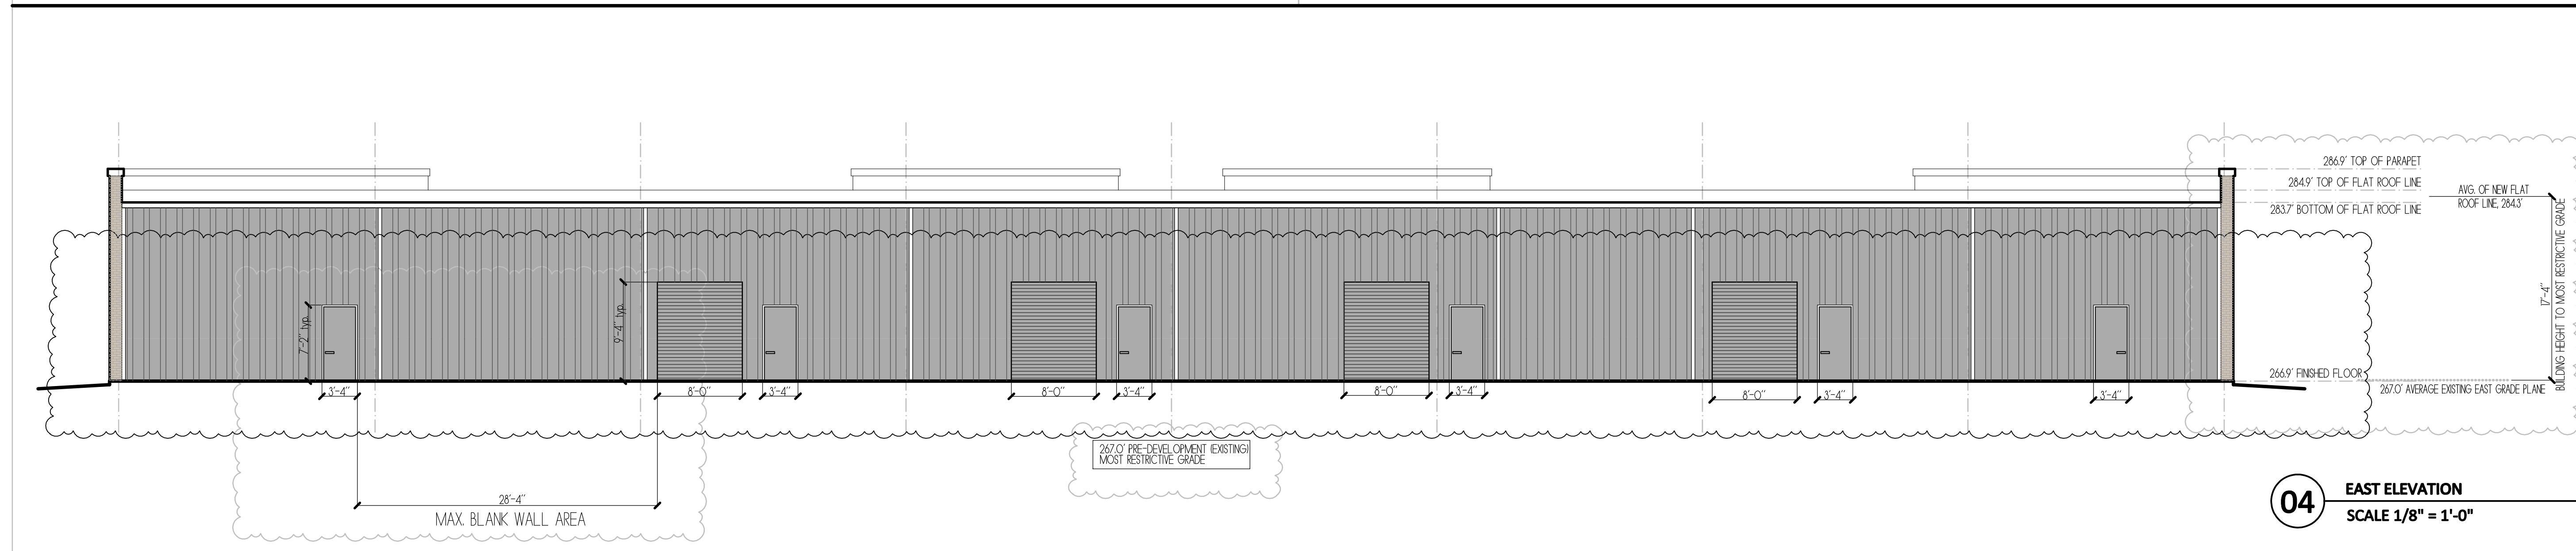 286.9' TOP OF PARAPET
284.9' TOP OF FLAT ROOF LINE
283.7' BOTTOM OF FLAT ROOF LINE
AVG. OF NEW FLAT
ROOF LINE, 284.3'
17'-4"
BUILDING HEIGHT TO MOST RESTRICTIVE GRADE
7'-2" typ.
9'-4" typ.
266.9' FINISHED FLOOR
267.0' AVERAGE EXISTING EAST GRADE PLANE
3'-4"
8'-0"
3'-4"
8'-0"
3'-4"
8'-0"
3'-4"
8'-0"
3'-4"
3'-4"
267.0' PRE-DEVELOPMENT (EXISTING)
MOST RESTRICTIVE GRADE
28'-4"
MAX. BLANK WALL AREA
04
EAST ELEVATION
SCALE 1/8" = 1'-0"